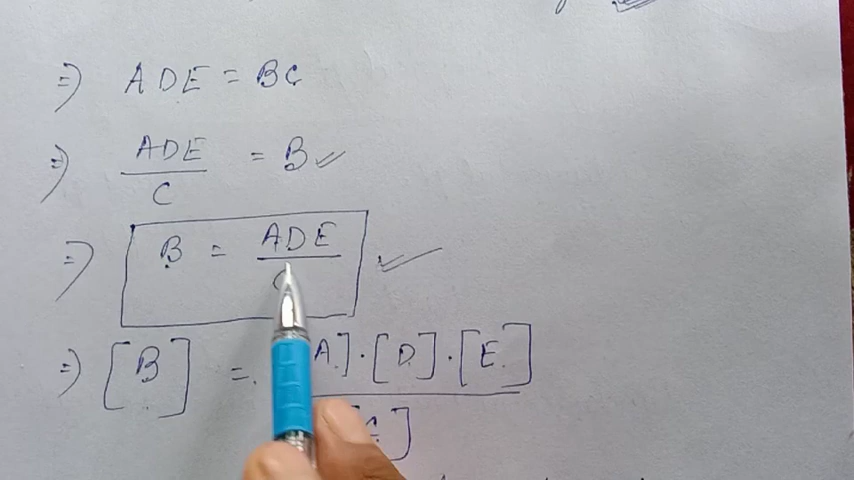 ⇒ ADE = BC
⇒ ADE/C = B ✓
⇒ B = ADE/C ✓
⇒ [B] = A]·[D]·[E]/]